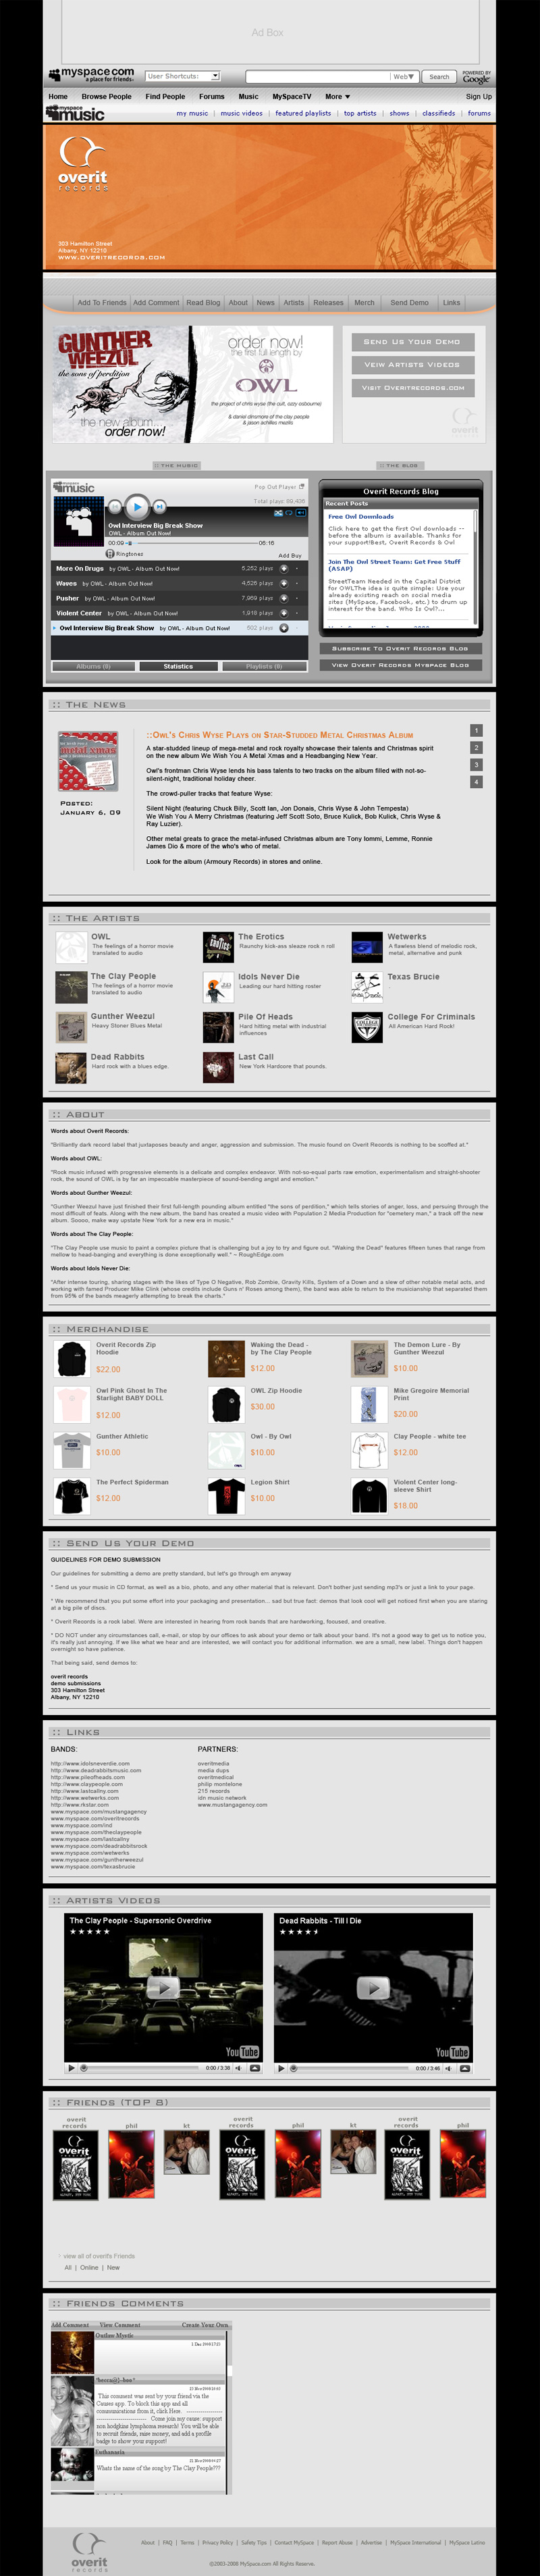 Ad Box
myspace.com
a place for friends.
User Shortcuts:
Web
Search
POWERED BY
Google
Home Browse People Find People Forums Music MySpaceTV More Sign Up
myspace
music
my music | music videos | featured playlists | top artists | shows | classifieds | forums
overit
records
303 Hamilton Street
Albany, NY 12210
www.overitrecords.com
Add To Friends Add Comment Read Blog About News Artists Releases Merch Send Demo Links
GUNTHER
WEEZUL
the sons of perdition
the new album...
order now!
order now!
the first full length by
OWL
the project of chris wyse (the cult, ozzy osbourne)
& daniel dinsmore of the clay people &
jason achilles mezilis
Send Us Your Demo
Veiw Artists Videos
Visit Overitrecords.com
overit
:: THE MUSIC
:: THE BLOG
myspace
music
Pop Out Player
Total plays: 89,436
Owl Interview Big Break Show
OWL - Album Out Now!
00:09
06:16
Ringtones
Add Buy
More On Drugs by OWL - Album Out Now! 5,252 plays
Waves by OWL - Album Out Now! 4,525 plays
Pusher by OWL - Album Out Now! 7,969 plays
Violent Center by OWL - Album Out Now! 1,918 plays
Owl Interview Big Break Show by OWL - Album Out Now! 502 plays
Albums (8) Statistics Playlists (8)
Overit Records Blog
Recent Posts
Free Owl Downloads
Click here to get the first Owl downloads --
before the album is available. Thanks for
your support!Best, Overit Records & Owl
Join The Owl Street Team: Get Free Stuff
(ASAP)
StreetTeam Needed in the Capital District
for OWLThe idea is quite simple: Use your
already existing reach on social media
sites (MySpace, Facebook, etc.) to drum up
interest for the band. Who Is Owl?...
Subscribe To Overit Records Blog
View Overit Records Myspace Blog
:: The News
metal xmas
Posted:
January 6, 09
::Owl's Chris Wyse Plays on Star-Studded Metal Christmas Album
A star-studded lineup of mega-metal and rock royalty showcase their talents and Christmas spirit
on the new album We Wish You A Metal Xmas and a Headbanging New Year.
Owl's frontman Chris Wyse lends his bass talents to two tracks on the album filled with not-so-
silent-night, traditional holiday cheer.
The crowd-puller tracks that feature Wyse:
Silent Night (featuring Chuck Billy, Scott Ian, Jon Donais, Chris Wyse & John Tempesta)
We Wish You A Merry Christmas (featuring Jeff Scott Soto, Bruce Kulick, Bob Kulick, Chris Wyse &
Ray Luzier).
Other metal greats to grace the metal-infused Christmas album are Tony Iommi, Lemme, Ronnie
James Dio & more of the who's who of metal.
Look for the album (Armoury Records) in stores and online.
1
2
3
4
:: The Artists
OWL
The feelings of a horror movie
translated to audio
The Erotics
Raunchy kick-ass sleaze rock n roll
Wetwerks
A flawless blend of melodic rock,
metal, alternative and punk
The Clay People
The feelings of a horror movie
translated to audio
Idols Never Die
Leading our hard hitting roster
Texas Brucie
Gunther Weezul
Heavy Stoner Blues Metal
Pile Of Heads
Hard hitting metal with industrial
influences
College For Criminals
All American Hard Rock!
Dead Rabbits
Hard rock with a blues edge.
Last Call
New York Hardcore that pounds.
:: About
Words about Overit Records:
"Brilliantly dark record label that juxtaposes beauty and anger, aggression and submission. The music found on Overit Records is nothing to be scoffed at."
Words about OWL:
"Rock music infused with progressive elements is a delicate and complex endeavor. With not-so-equal parts raw emotion, experimentalism and straight-shooter
rock, the sound of OWL is by far an impeccable masterpiece of sound-bending angst and emotion."
Words about Gunther Weezul:
"Gunther Weezul have just finished their first full-length pounding album entitled "the sons of perdition," which tells stories of anger, loss, and persuing through the
most difficult of feats. Along with the new album, the band has created a music video with Population 2 Media Production for "cemetery man," a track off the new
album. Soooo, make way upstate New York for a new era in music."
Words about The Clay People:
"The Clay People use music to paint a complex picture that is challenging but a joy to try and figure out. "Waking the Dead" features fifteen tunes that range from
mellow to head-banging and everything is done exceptionally well." ~ RoughEdge.com
Words about Idols Never Die:
"After intense touring, sharing stages with the likes of Type O Negative, Rob Zombie, Gravity Kills, System of a Down and a slew of other notable metal acts, and
working with famed Producer Mike Clink (whose credits include Guns n' Roses among them), the band was able to return to the musicianship that separated them
from 95% of the bands meagerly attempting to break the charts."
:: Merchandise
Overit Records Zip
Hoodie
$22.00
Waking the Dead -
by The Clay People
$12.00
The Demon Lure - By
Gunther Weezul
$10.00
Owl Pink Ghost In The
Starlight BABY DOLL
$12.00
OWL Zip Hoodie
$30.00
Mike Gregoire Memorial
Print
$20.00
Gunther Athletic
$10.00
Owl - By Owl
$10.00
Clay People - white tee
$12.00
The Perfect Spiderman
$12.00
Legion Shirt
$10.00
Violent Center long-
sleeve Shirt
$18.00
:: Send Us Your Demo
GUIDELINES FOR DEMO SUBMISSION
Our guidelines for submitting a demo are pretty standard, but let's go through em anyway
* Send us your music in CD format, as well as a bio, photo, and any other material that is relevant. Don't bother just sending mp3's or just a link to your page.
* We recommend that you put some effort into your packaging and presentation... sad but true fact: demos that look cool will get noticed first when you are staring
at a big pile of discs.
* Overit Records is a rock label. Were are interested in hearing from rock bands that are hardworking, focused, and creative.
* DO NOT under any circumstances call, e-mail, or stop by our offices to ask about your demo or talk about your band. It's not a good way to get us to notice you,
it's really just annoying. If we like what we hear and are interested, we will contact you for additional information. we are a small, new label. Things don't happen
overnight so have patience.
That being said, send demos to:
overit records
demo submissions
303 Hamilton Street
Albany, NY 12210
:: Links
BANDS:
http://www.idolsneverdie.com
http://www.deadrabbitsmusic.com
http://www.pileofheads.com
http://www.claypeople.com
http://www.lastcallny.com
http://www.wetwerks.com
http://www.rkstar.com
www.myspace.com/mustangagency
www.myspace.com/overitrecords
www.myspace.com/ind
www.myspace.com/theclaypeople
www.myspace.com/lastcallny
www.myspace.com/deadrabbitsrock
www.myspace.com/wetwerks
www.myspace.com/guntherweezul
www.myspace.com/texasbrucie
PARTNERS:
overitmedia
media dups
overitmedical
philip montelone
215 records
idn music network
www.mustangagency.com
:: Artists Videos
The Clay People - Supersonic Overdrive
YouTube
0:00 / 3:38
Dead Rabbits - Till I Die
YouTube
0:00 / 3:46
:: Friends (Top 8)
overit
records
phil
kt
overit
records
phil
kt
overit
records
phil
view all of overit's Friends
All | Online | New
:: Friends Comments
Add Comment View Comment Cream Your Own
Outlaw Mystic
This comment was sent by your friend via the
Causes app. To block this app and all
communications from it, click Here.
Come join my cause: support
non hodgkins lymphoma research! You will be able
to recruit friends, raise money, and add a profile
badge to show your support!
Euthanasia
Whats the name of the song by The Clay People???
overit
records
About | FAQ | Terms | Privacy Policy | Safety Tips | Contact MySpace | Report Abuse | Advertise | MySpace International | MySpace Latino
©2003-2008 MySpace.com All Rights Reserve.